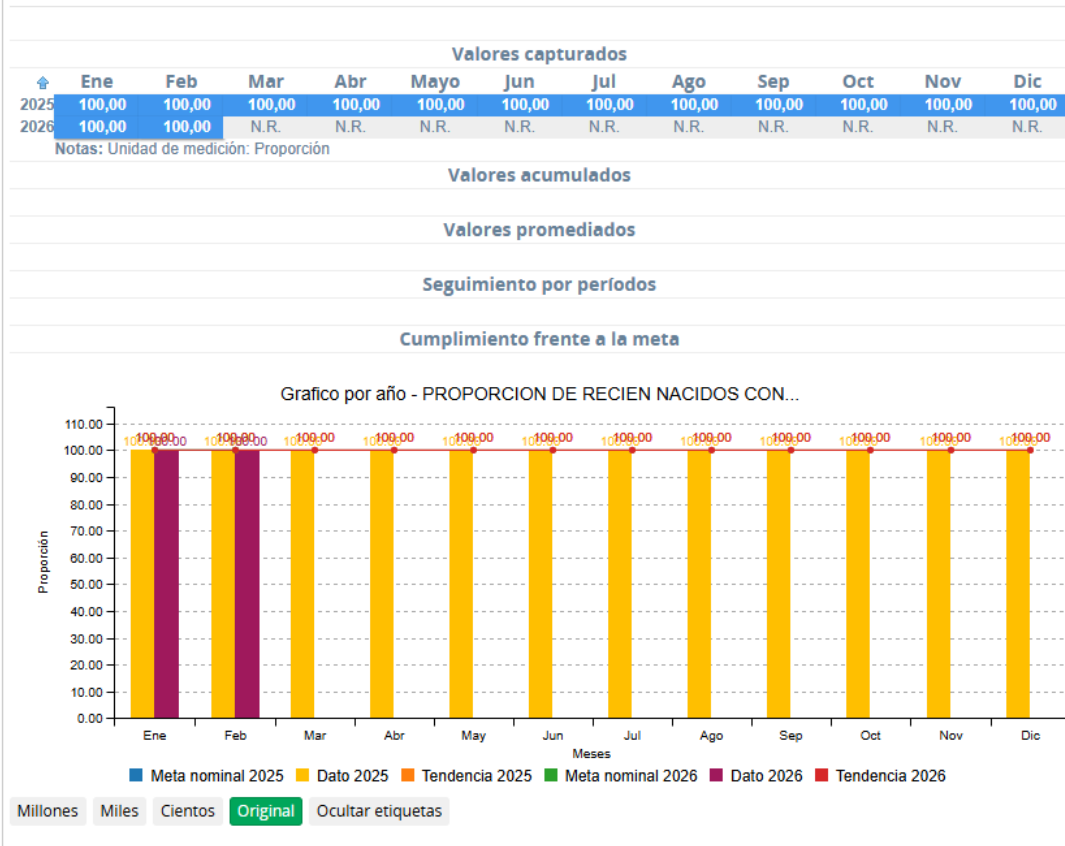 Valores capturados
Ene Feb Mar Abr Mayo Jun Jul Ago Sep Oct Nov Dic
2025 100,00 100,00 100,00 100,00 100,00 100,00 100,00 100,00 100,00 100,00 100,00 100,00
2026 100,00 100,00 N.R. N.R. N.R. N.R. N.R. N.R. N.R. N.R. N.R. N.R.
Notas: Unidad de medición: Proporción
Valores acumulados
Valores promediados
Seguimiento por períodos
Cumplimiento frente a la meta
Grafico por año - PROPORCION DE RECIEN NACIDOS CON...
110.00
100,00 100,00 100,00 100,00 100,00 100,00 100,00 100,00 100,00 100,00 100,00 100,00
100.00
90.00
80.00
70.00
60.00
50.00
40.00
30.00
20.00
10.00
0.00
Proporción
Ene Feb Mar Abr May Jun Jul Ago Sep Oct Nov Dic
Meses
Meta nominal 2025 Dato 2025 Tendencia 2025 Meta nominal 2026 Dato 2026 Tendencia 2026
Millones Miles Cientos Original Ocultar etiquetas